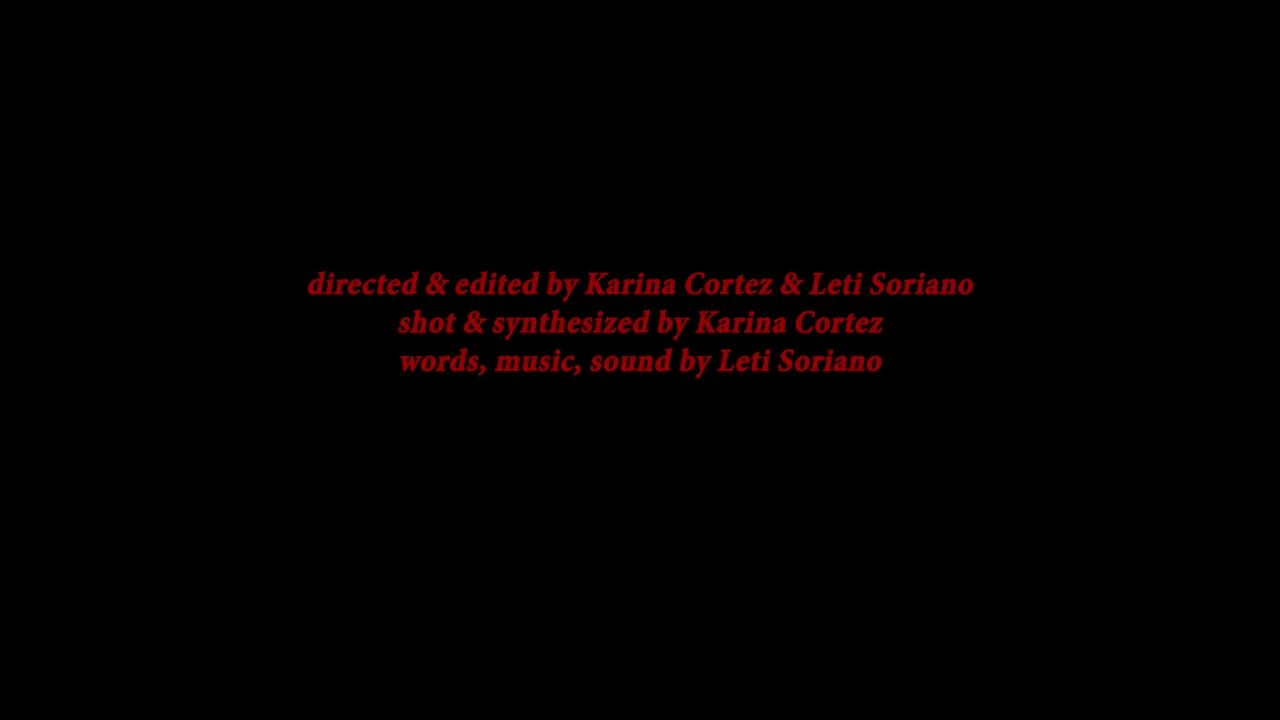 directed & edited by Karina Cortez & Leti Soriano
shot & synthesized by Karina Cortez
words, music, sound by Leti Soriano